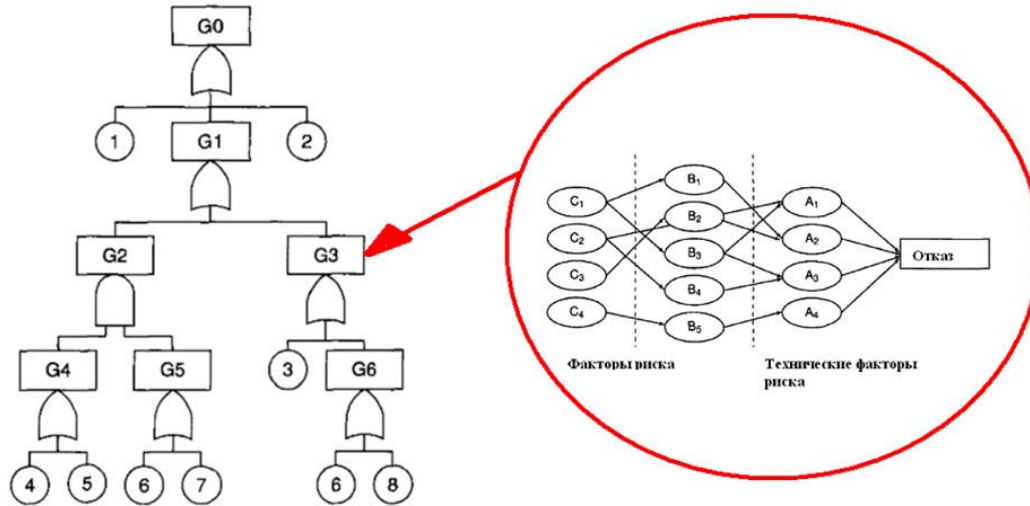 G0
1
G1
2
G2
G3
G4
G5
3
G6
4
5
6
7
6
8
C₁
C₂
C₃
C₄
B₁
B₂
B₃
B₄
B₅
A₁
A₂
A₃
A₄
Отказ
Факторы риска
Технические факторы
риска